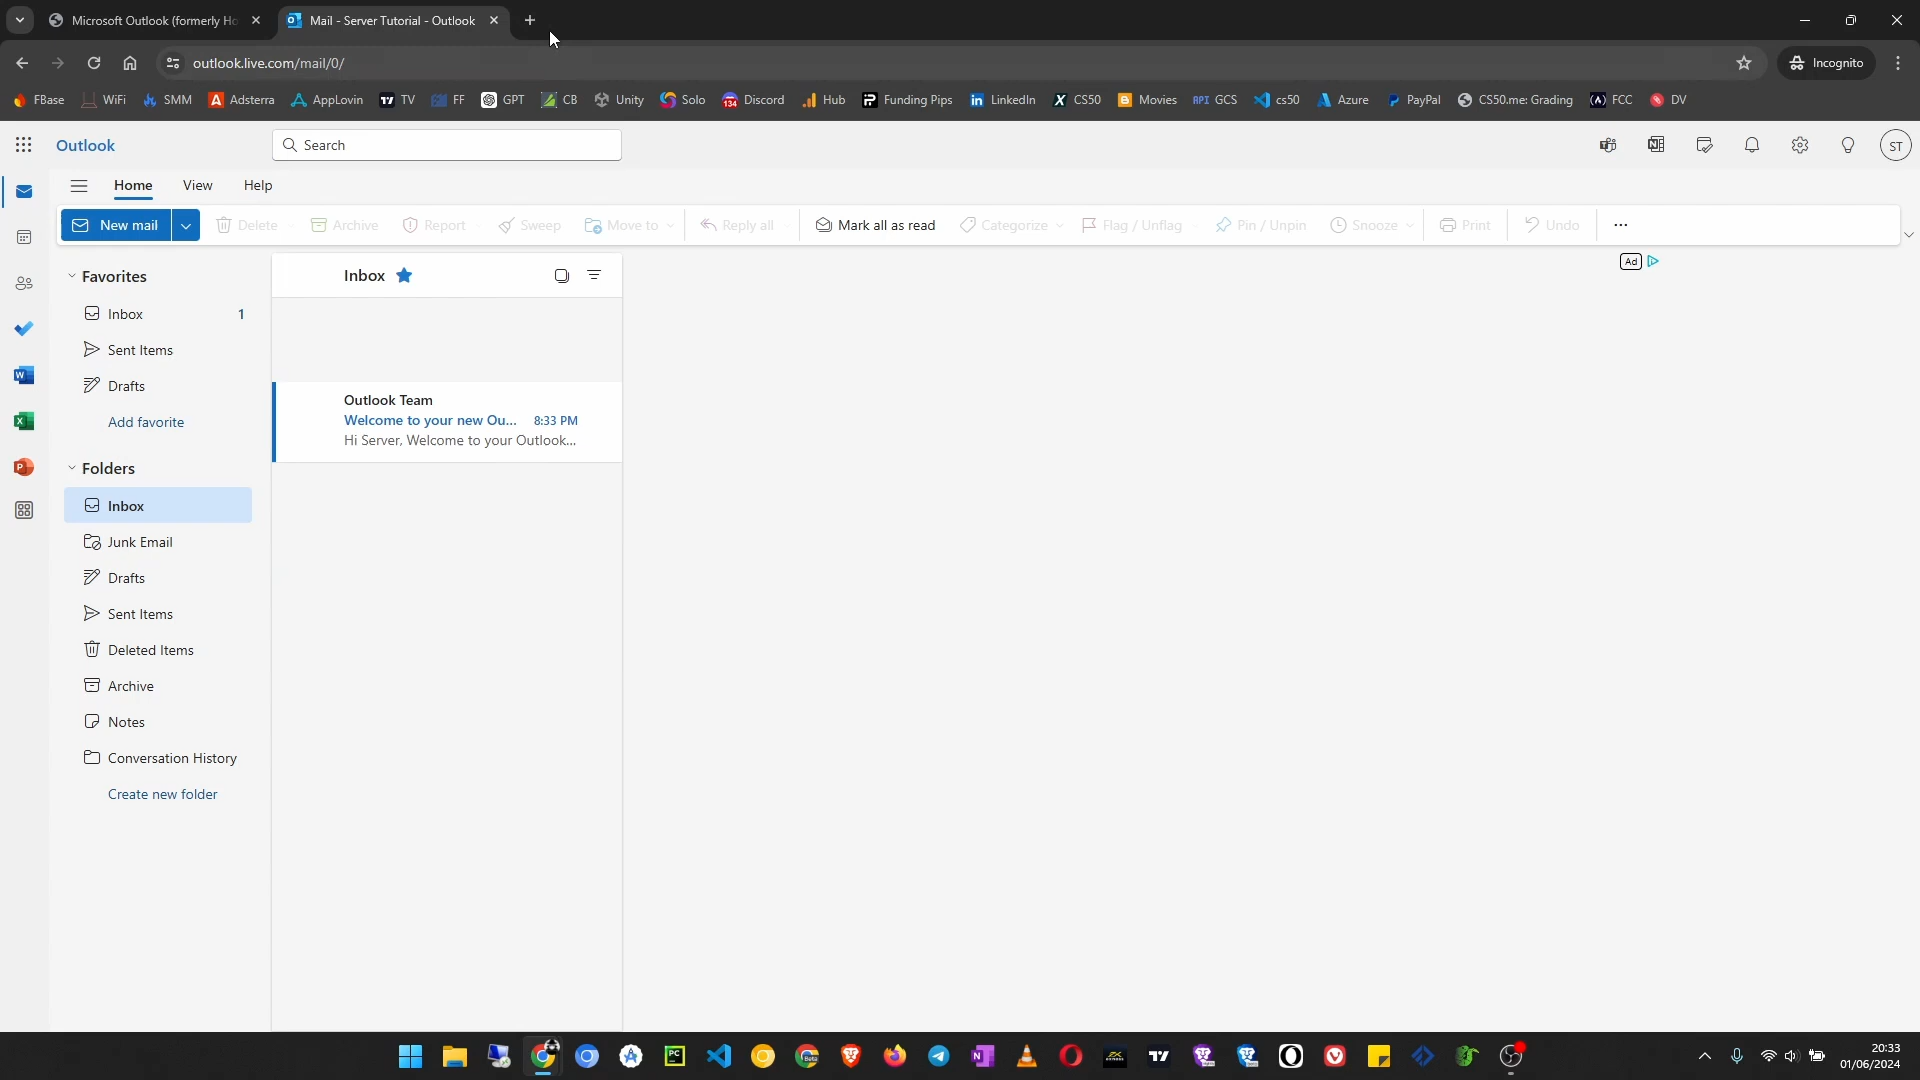 Microsoft Outlook (formerly Ho
Mail - Server Tutorial - Outlook
outlook.live.com/mail/0/
Incognito
FBase
WiFi
SMM
Adsterra
AppLovin
TV
FF
GPT
CB
Unity
Solo
134
Discord
Hub
Funding Pips
LinkedIn
CS50
Movies
API GCS
cs50
Azure
PayPal
CS50.me: Grading
FCC
DV
Outlook
Search
ST
Home
View
Help
New mail
Delete
Archive
Report
Sweep
Move to
Reply all
Mark all as read
Categorize
Flag / Unflag
Pin / Unpin
Snooze
Print
Undo
...
Favorites
Inbox
1
Sent Items
Drafts
Add favorite
Folders
Inbox
Junk Email
Drafts
Sent Items
Deleted Items
Archive
Notes
Conversation History
Create new folder
Inbox
Outlook Team
Welcome to your new Ou...
8:33 PM
Hi Server, Welcome to your Outlook...
Ad
20:33
01/06/2024